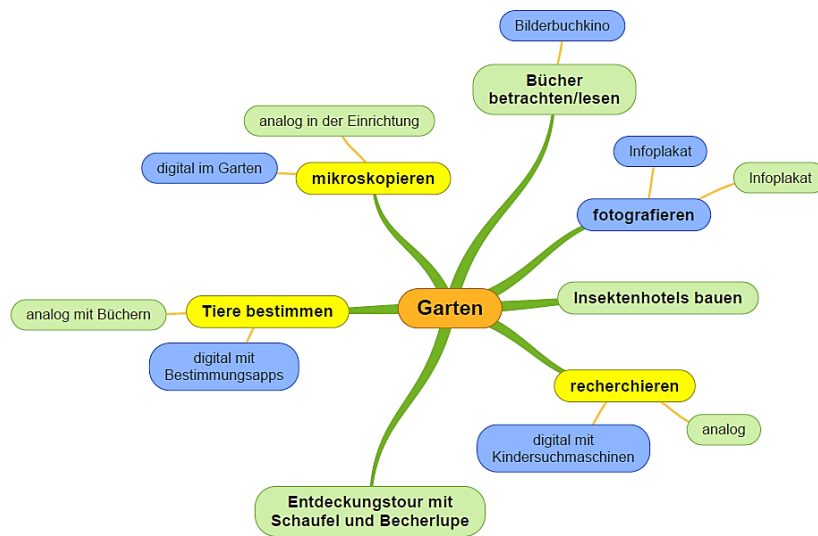 Bilderbuchkino
Bücher
betrachten/lesen
analog in der Einrichtung
digital im Garten
mikroskopieren
Infoplakat
Infoplakat
fotografieren
Garten
Insektenhotels bauen
Tiere bestimmen
analog mit Büchern
digital mit
Bestimmungsapps
recherchieren
analog
digital mit
Kindersuchmaschinen
Entdeckungstour mit
Schaufel und Becherlupe